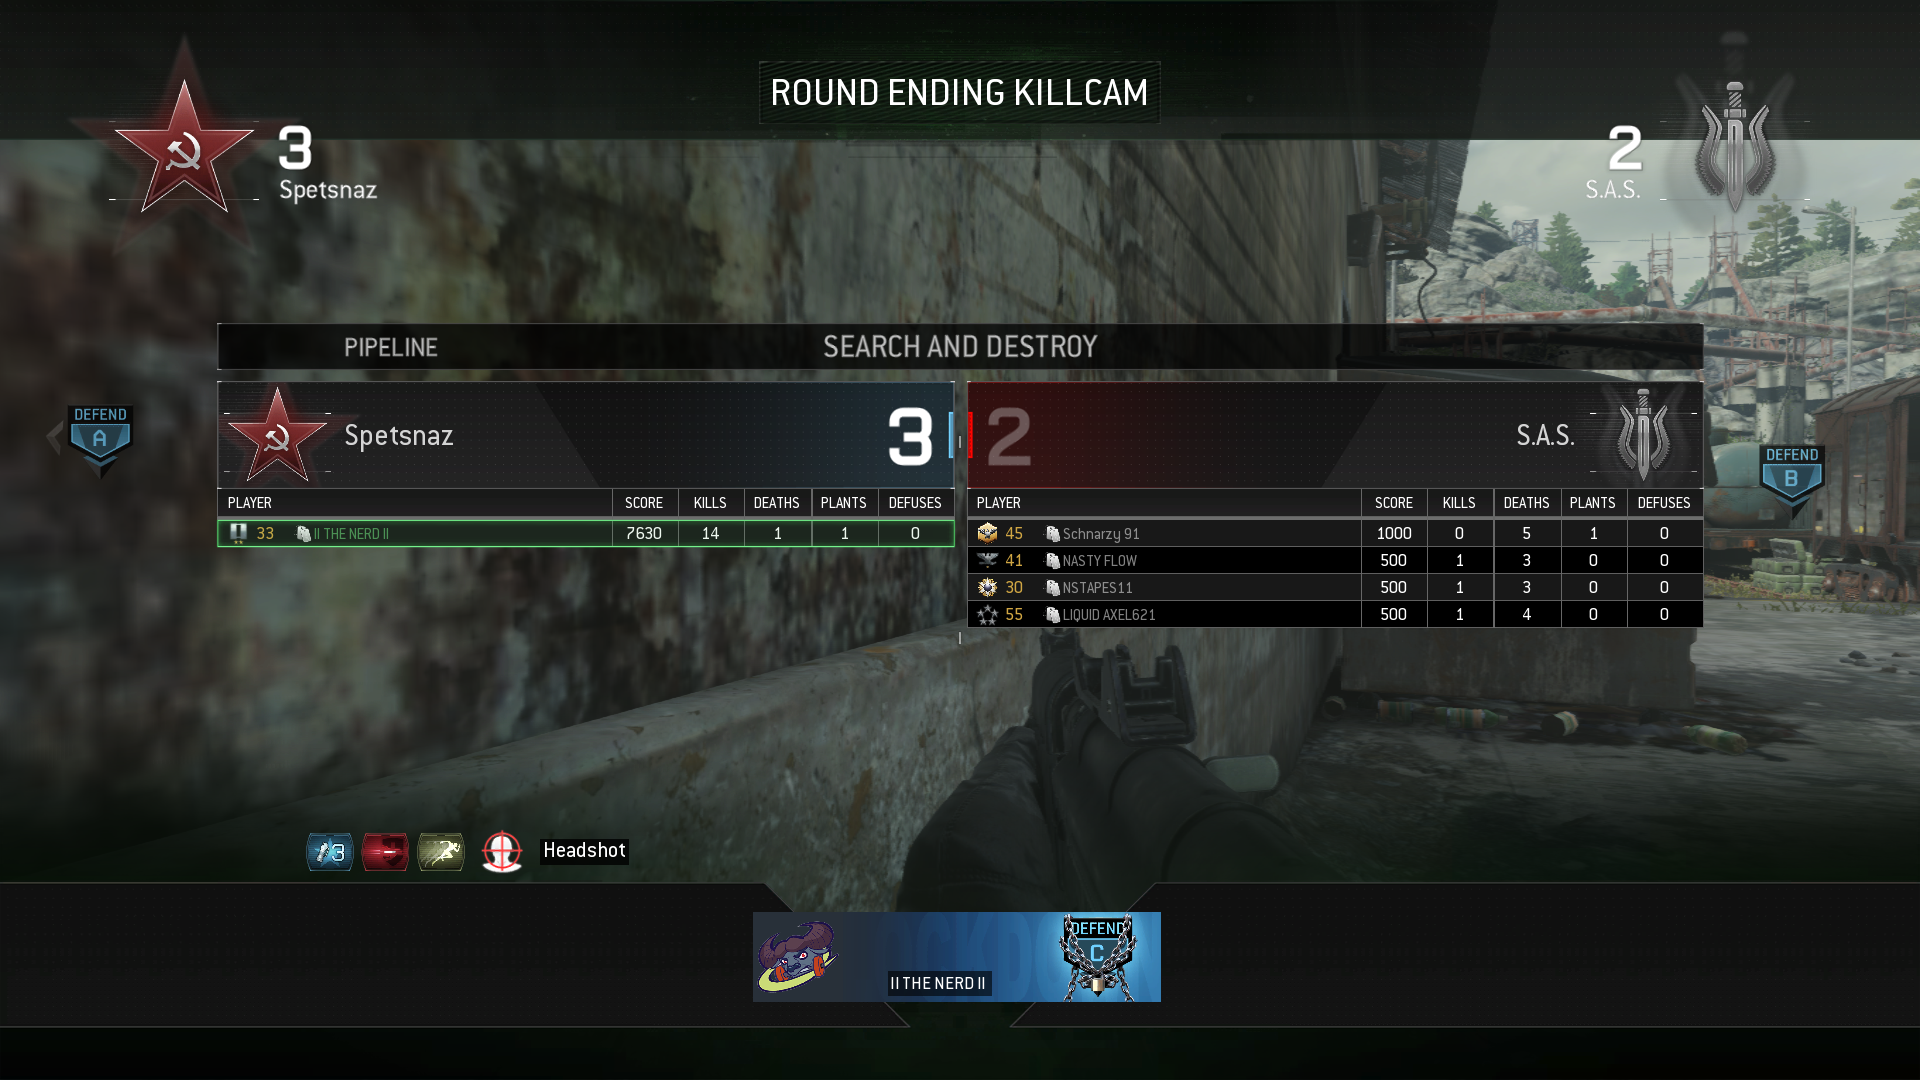 ROUND ENDING KILLCAM
3
Spetsnaz
2
S.A.S.
PIPELINE
SEARCH AND DESTROY
DEFEND
A
Spetsnaz
3
2
S.A.S.
DEFEND
B
PLAYER SCORE KILLS DEATHS PLANTS DEFUSES
33 II THE NERD II 7630 14 1 1 0
PLAYER SCORE KILLS DEATHS PLANTS DEFUSES
45 Schnarzy 91 1000 0 5 1 0
41 NASTY FLOW 500 1 3 0 0
30 NSTAPES11 500 1 3 0 0
55 LIQUID AXEL621 500 1 4 0 0
3
Headshot
DEFEND
C
II THE NERD II